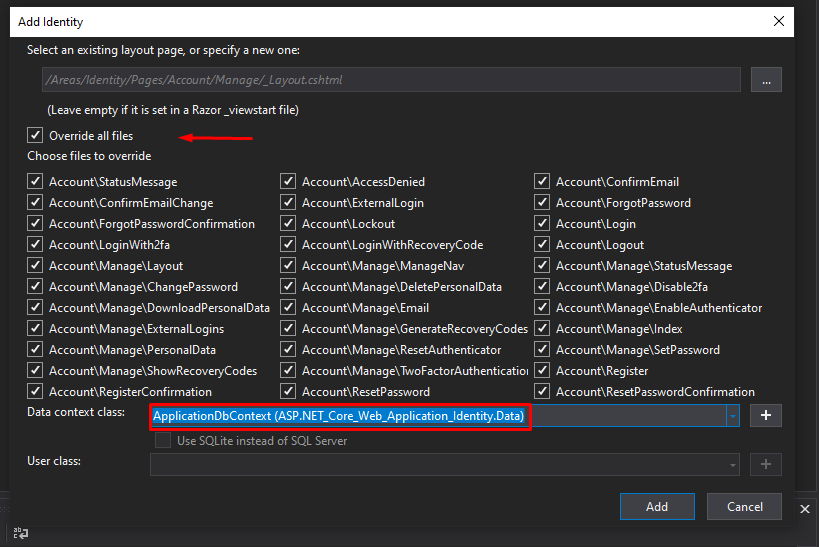 Add Identity
Select an existing layout page, or specify a new one:
/Areas/Identity/Pages/Account/Manage/_Layout.cshtml
...
(Leave empty if it is set in a Razor _viewstart file)
Override all files
Choose files to override
Account\StatusMessage Account\AccessDenied Account\ConfirmEmail
Account\ConfirmEmailChange Account\ExternalLogin Account\ForgotPassword
Account\ForgotPasswordConfirmation Account\Lockout Account\Login
Account\LoginWith2fa Account\LoginWithRecoveryCode Account\Logout
Account\Manage\Layout Account\Manage\ManageNav Account\Manage\StatusMessage
Account\Manage\ChangePassword Account\Manage\DeletePersonalData Account\Manage\Disable2fa
Account\Manage\DownloadPersonalData Account\Manage\Email Account\Manage\EnableAuthenticator
Account\Manage\ExternalLogins Account\Manage\GenerateRecoveryCodes Account\Manage\Index
Account\Manage\PersonalData Account\Manage\ResetAuthenticator Account\Manage\SetPassword
Account\Manage\ShowRecoveryCodes Account\Manage\TwoFactorAuthentication Account\Register
Account\RegisterConfirmation Account\ResetPassword Account\ResetPasswordConfirmation
Data context class: ApplicationDbContext (ASP.NET_Core_Web_Application_Identity.Data)
Use SQLite instead of SQL Server
User class:
Add Cancel